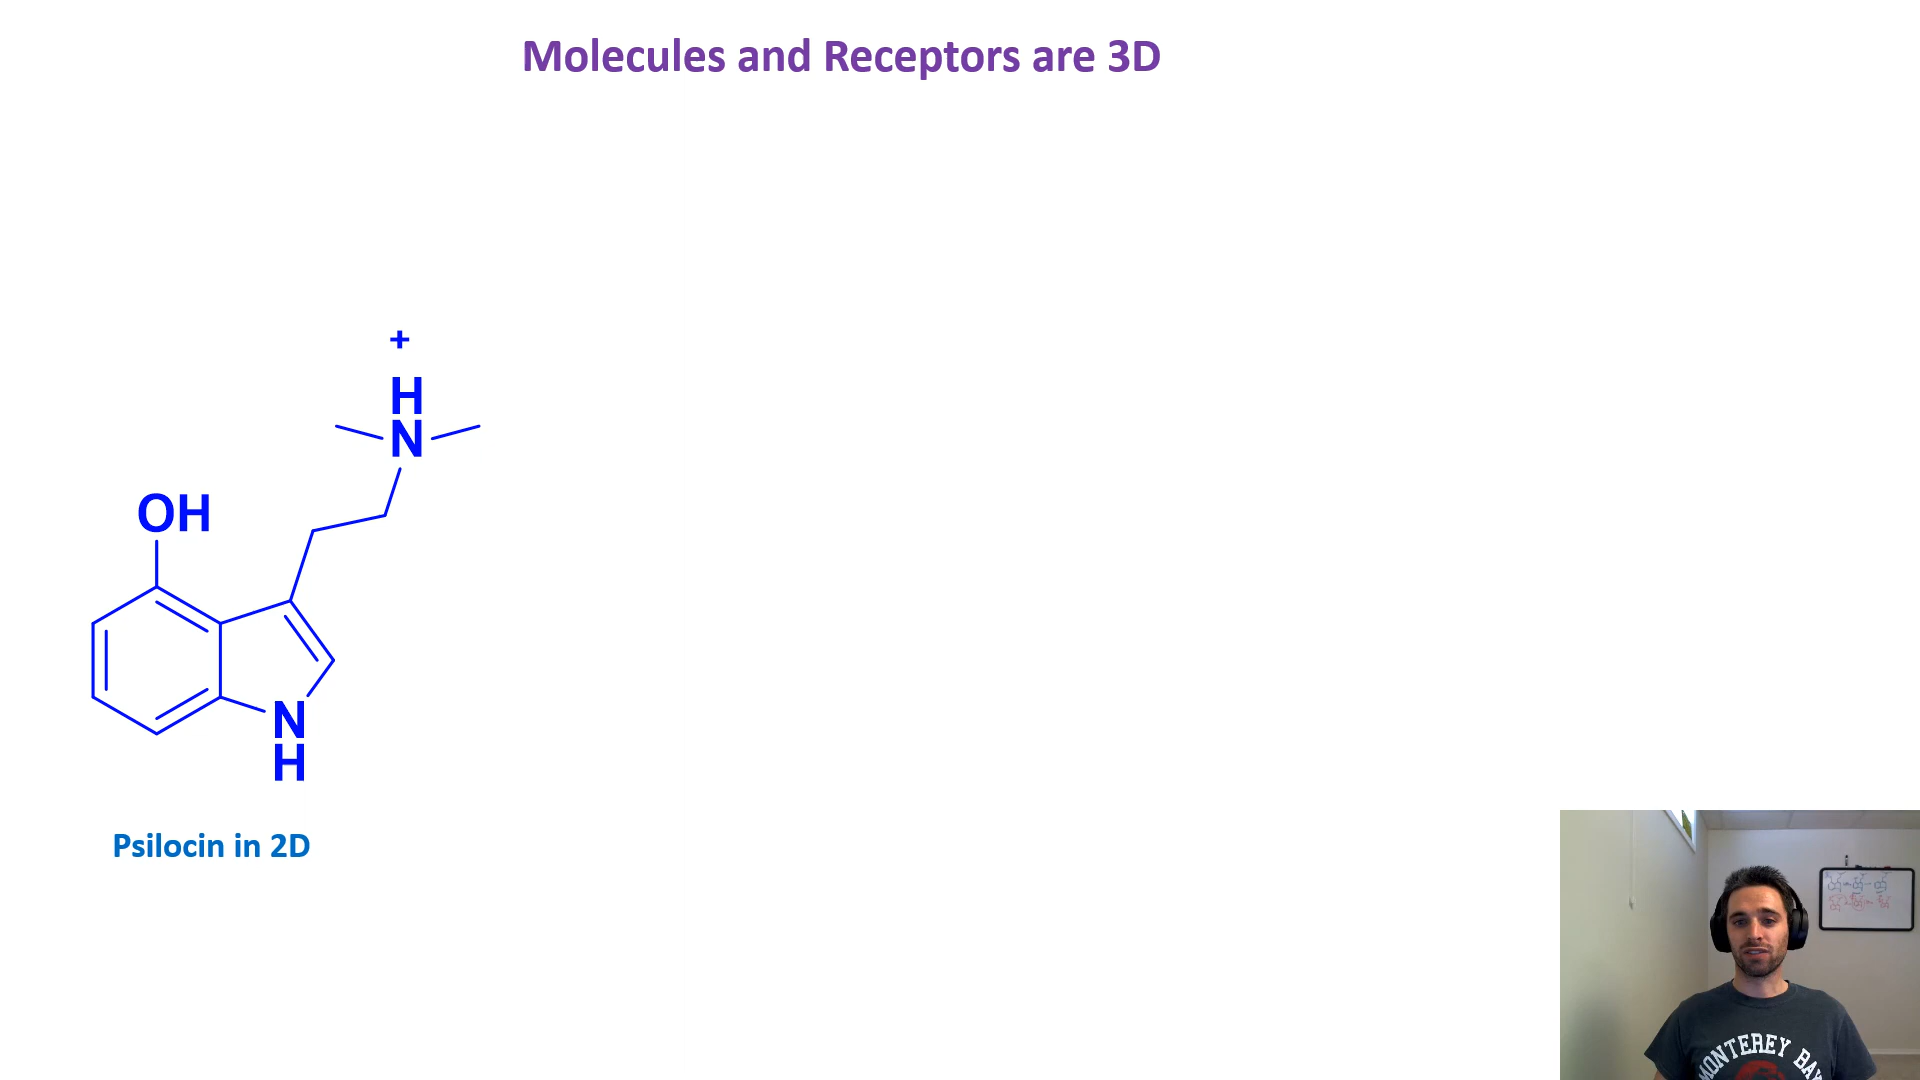 Molecules and Receptors are 3D
+
H
N
OH
N
H
Psilocin in 2D
MONTEREY BAY